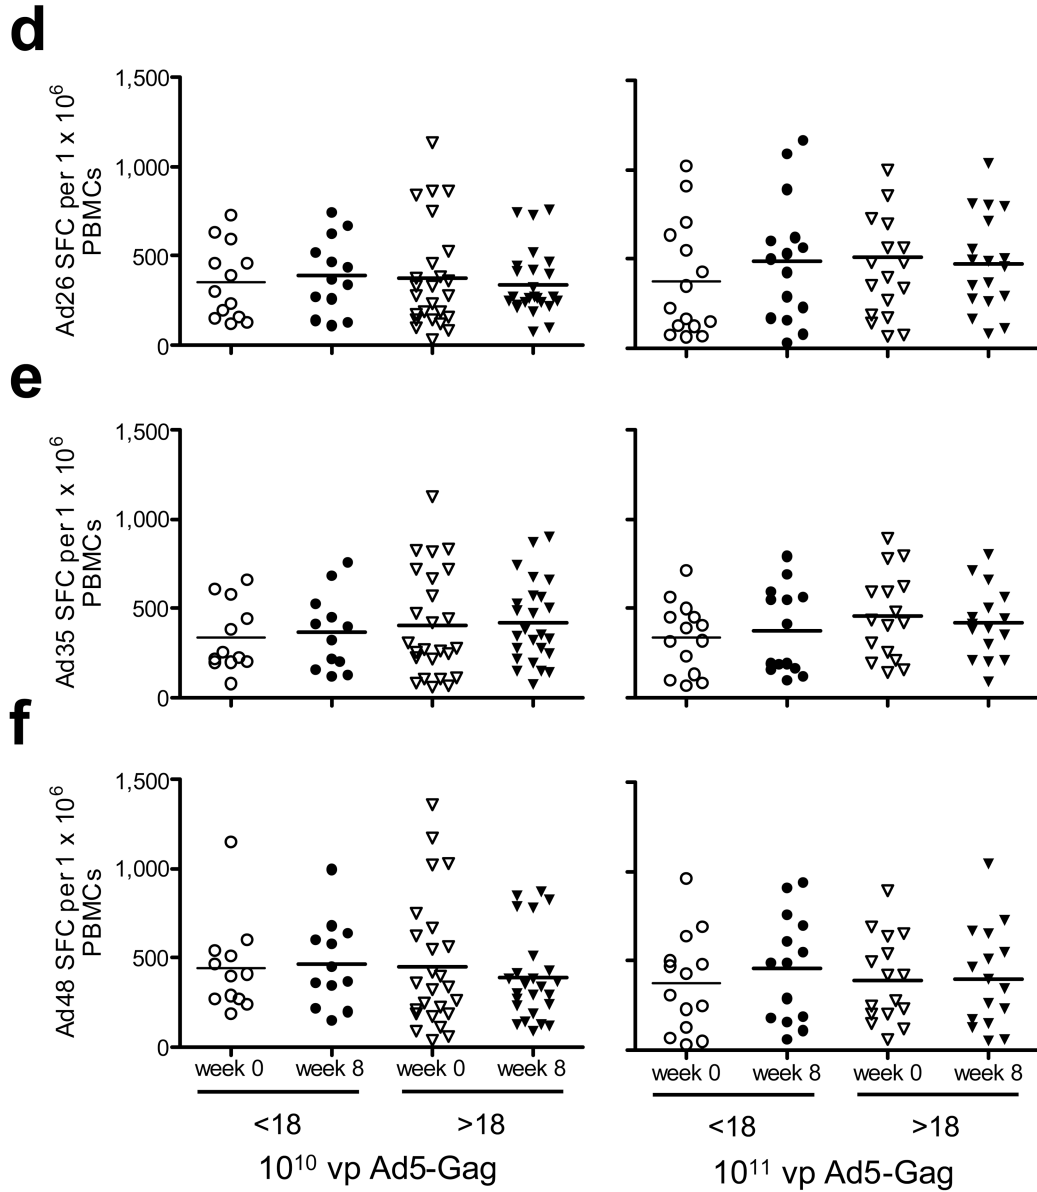 d
Ad26 SFC per 1 x 10⁶
PBMCs
1,500
1,000
500
0
e
Ad35 SFC per 1 x 10⁶
PBMCs
1,500
1,000
500
0
f
Ad48 SFC per 1 x 10⁶
PBMCs
1,500
1,000
500
0
week 0 week 8 week 0 week 8 week 0 week 8 week 0 week 8
<18 >18 <18 >18
10¹⁰ vp Ad5-Gag 10¹¹ vp Ad5-Gag